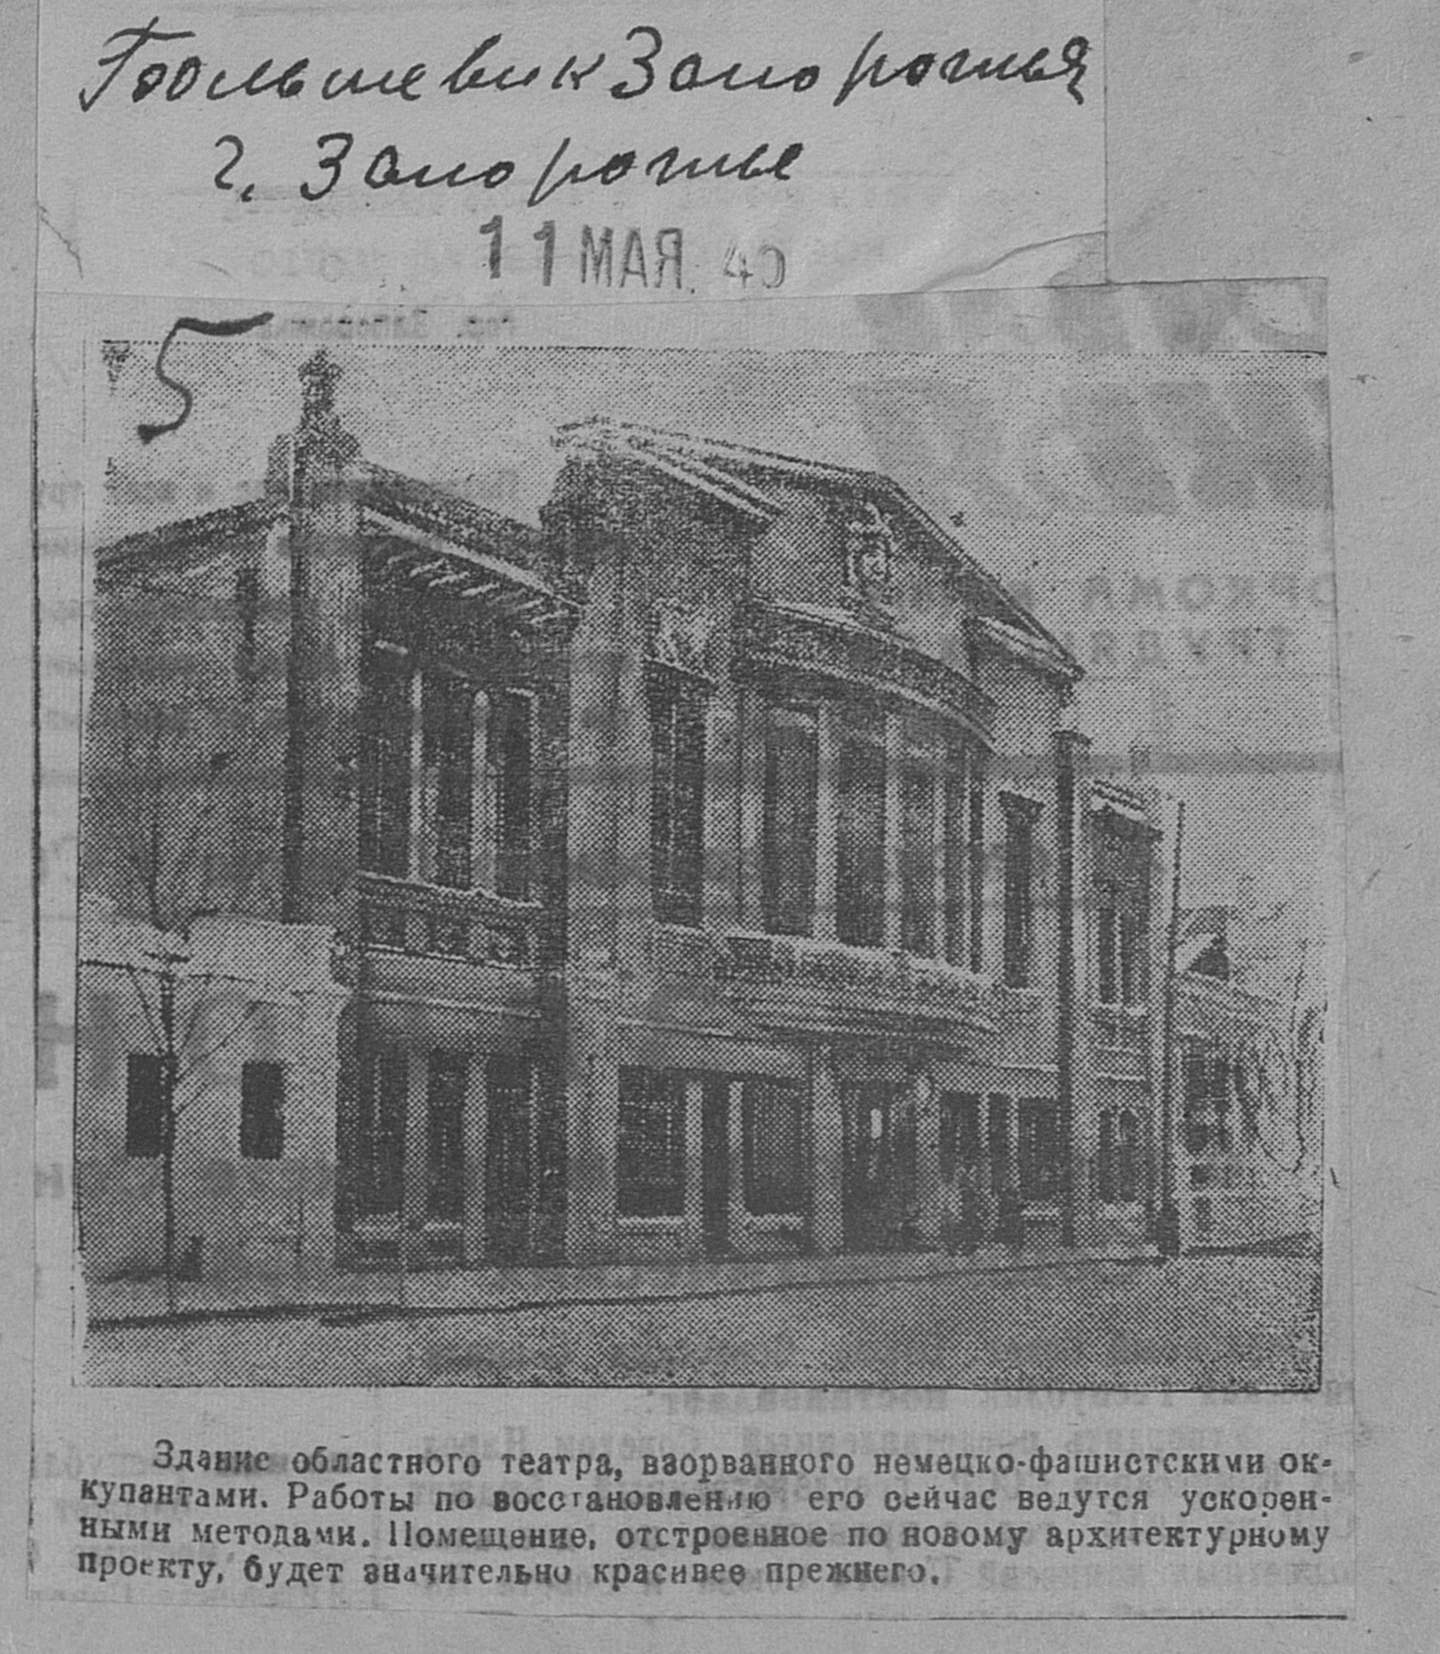 Большевик Запорожья
г. Запорожье
11 МАЯ 46
5
Здание областного театра, взорванного немецко-фашистскими ок-
купантами. Работы по восстановлению его сейчас ведутся ускорен-
ными методами. Помещение, отстроенное по новому архитектурному
проекту, будет значительно красивее прежнего.